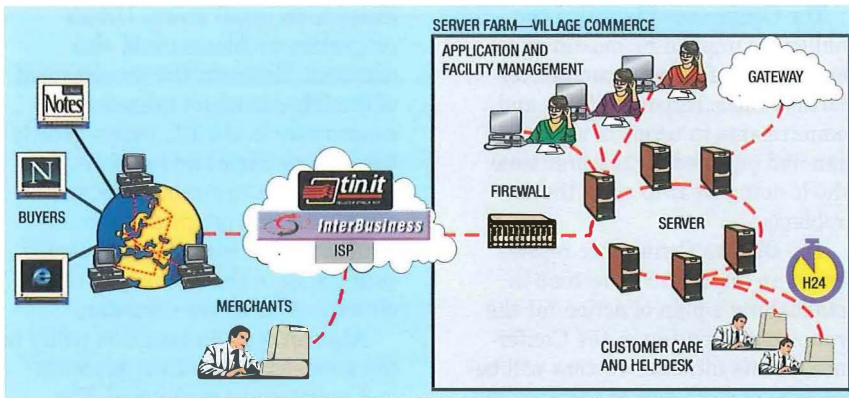 SERVER FARM—VILLAGE COMMERCE
APPLICATION AND
FACILITY MANAGEMENT
GATEWAY
Notes
N
BUYERS
e
tin.it
InterBusiness
ISP
FIREWALL
SERVER
H24
MERCHANTS
CUSTOMER CARE
AND HELPDESK